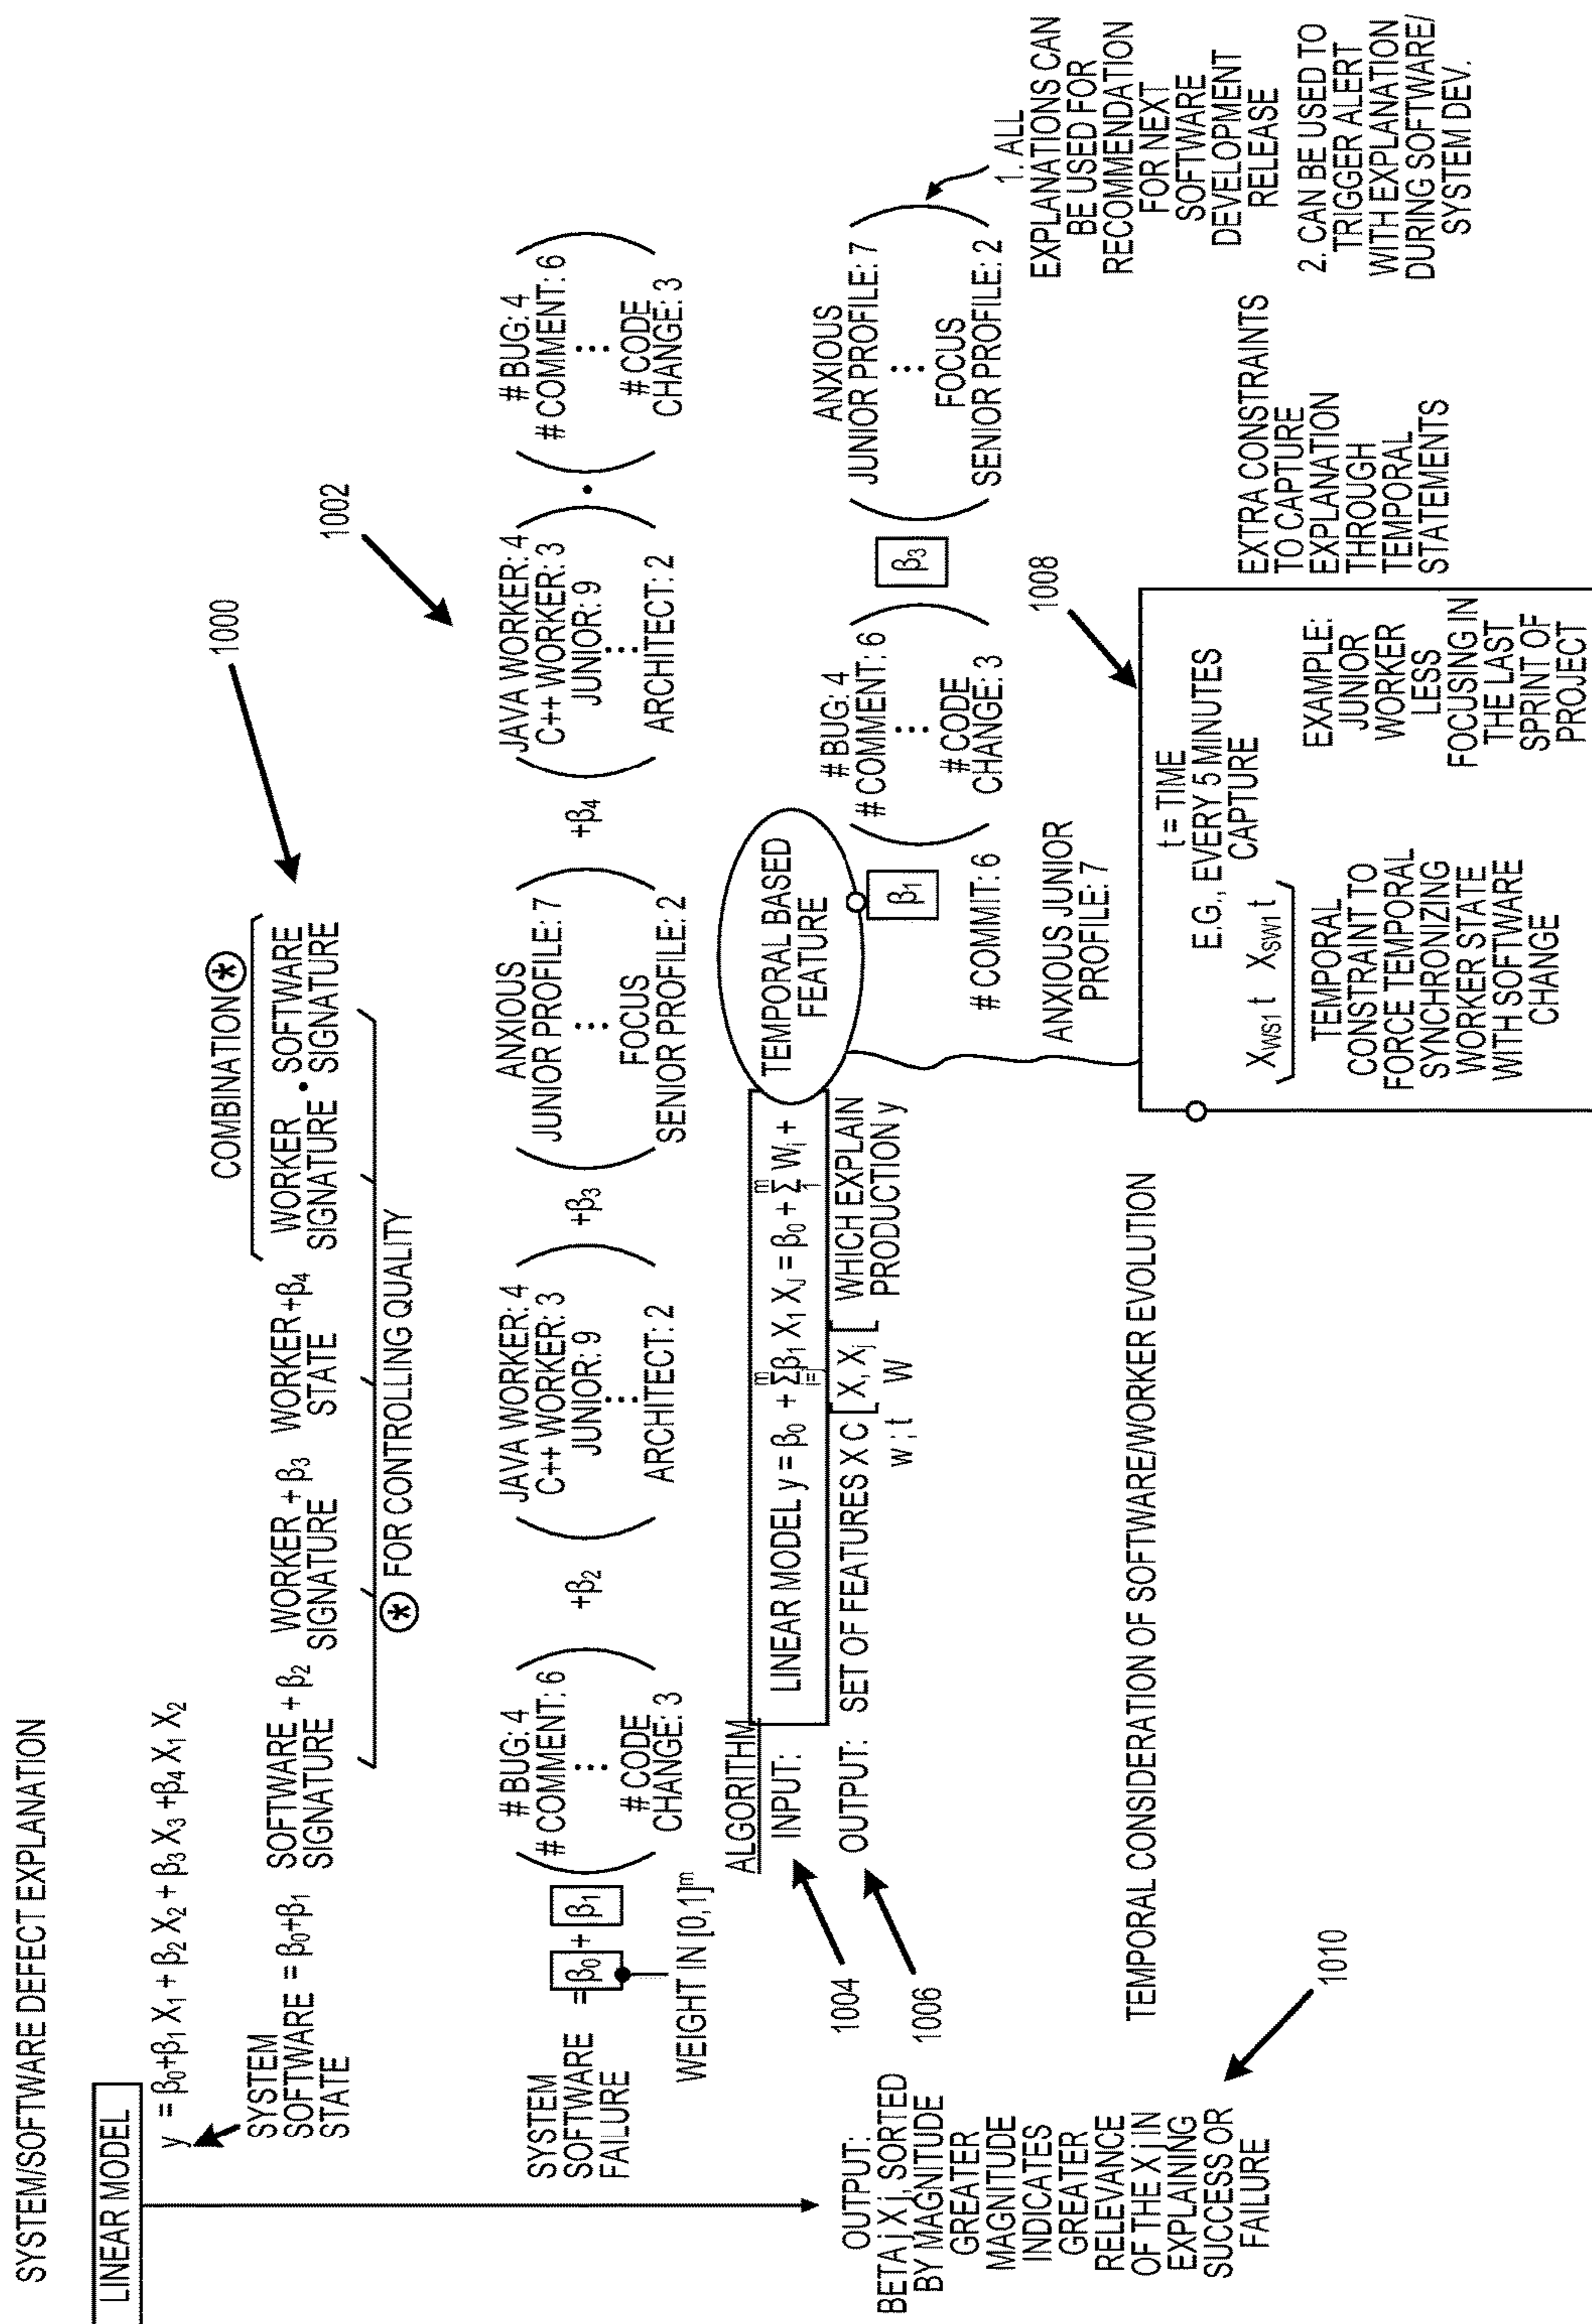 SYSTEM/SOFTWARE DEFECT EXPLANATION
LINEAR MODEL
y = β0+β1 X1 + β2 X2 + β3 X3 +β4 X1 X2
SYSTEM
SOFTWARE = β0+β1
STATE
SOFTWARE + β2
SIGNATURE
WORKER + β3
SIGNATURE
WORKER +β4
STATE
COMBINATION *
WORKER • SOFTWARE
SIGNATURE SIGNATURE
* FOR CONTROLLING QUALITY
1000
1002
SYSTEM
SOFTWARE
FAILURE
= β0 + β1
WEIGHT IN [0,1]m
# BUG: 4
# COMMENT: 6
⋮
# CODE
CHANGE: 3
+β2
JAVA WORKER: 4
C++ WORKER: 3
JUNIOR: 9
⋮
ARCHITECT: 2
+β3
ANXIOUS
JUNIOR PROFILE: 7
⋮
FOCUS
SENIOR PROFILE: 2
+β4
JAVA WORKER: 4
C++ WORKER: 3
JUNIOR: 9
⋮
ARCHITECT: 2
•
# BUG: 4
# COMMENT: 6
⋮
# CODE
CHANGE: 3
ALGORITHM
INPUT:
LINEAR MODEL y = β0 + Σ m i=j β1 X1 XJ = β0 + Σ m 1 Wi +
TEMPORAL BASED
FEATURE
1004
OUTPUT:
SET OF FEATURES X C [ X, Xj [
w ; t W
WHICH EXPLAIN
PRODUCTION y
1006
β1
# COMMIT: 6
ANXIOUS JUNIOR
PROFILE: 7
# BUG: 4
# COMMENT: 6
⋮
# CODE
CHANGE: 3
β3
ANXIOUS
JUNIOR PROFILE: 7
⋮
FOCUS
SENIOR PROFILE: 2
1. ALL
EXPLANATIONS CAN
BE USED FOR
RECOMMENDATION
FOR NEXT
SOFTWARE
DEVELOPMENT
RELEASE
2. CAN BE USED TO
TRIGGER ALERT
WITH EXPLANATION
DURING SOFTWARE/
SYSTEM DEV.
OUTPUT:
BETA j X j, SORTED
BY MAGNITUDE
GREATER
MAGNITUDE
INDICATES
GREATER
RELEVANCE
OF THE X j IN
EXPLAINING
SUCCESS OR
FAILURE
1010
TEMPORAL CONSIDERATION OF SOFTWARE/WORKER EVOLUTION
1008
t = TIME
E.G., EVERY 5 MINUTES
CAPTURE
XWS1 t XSW1 t
TEMPORAL
CONSTRAINT TO
FORCE TEMPORAL
SYNCHRONIZING
WORKER STATE
WITH SOFTWARE
CHANGE
EXAMPLE:
JUNIOR
WORKER
LESS
FOCUSING IN
THE LAST
SPRINT OF
PROJECT
EXTRA CONSTRAINTS
TO CAPTURE
EXPLANATION
THROUGH
TEMPORAL
STATEMENTS